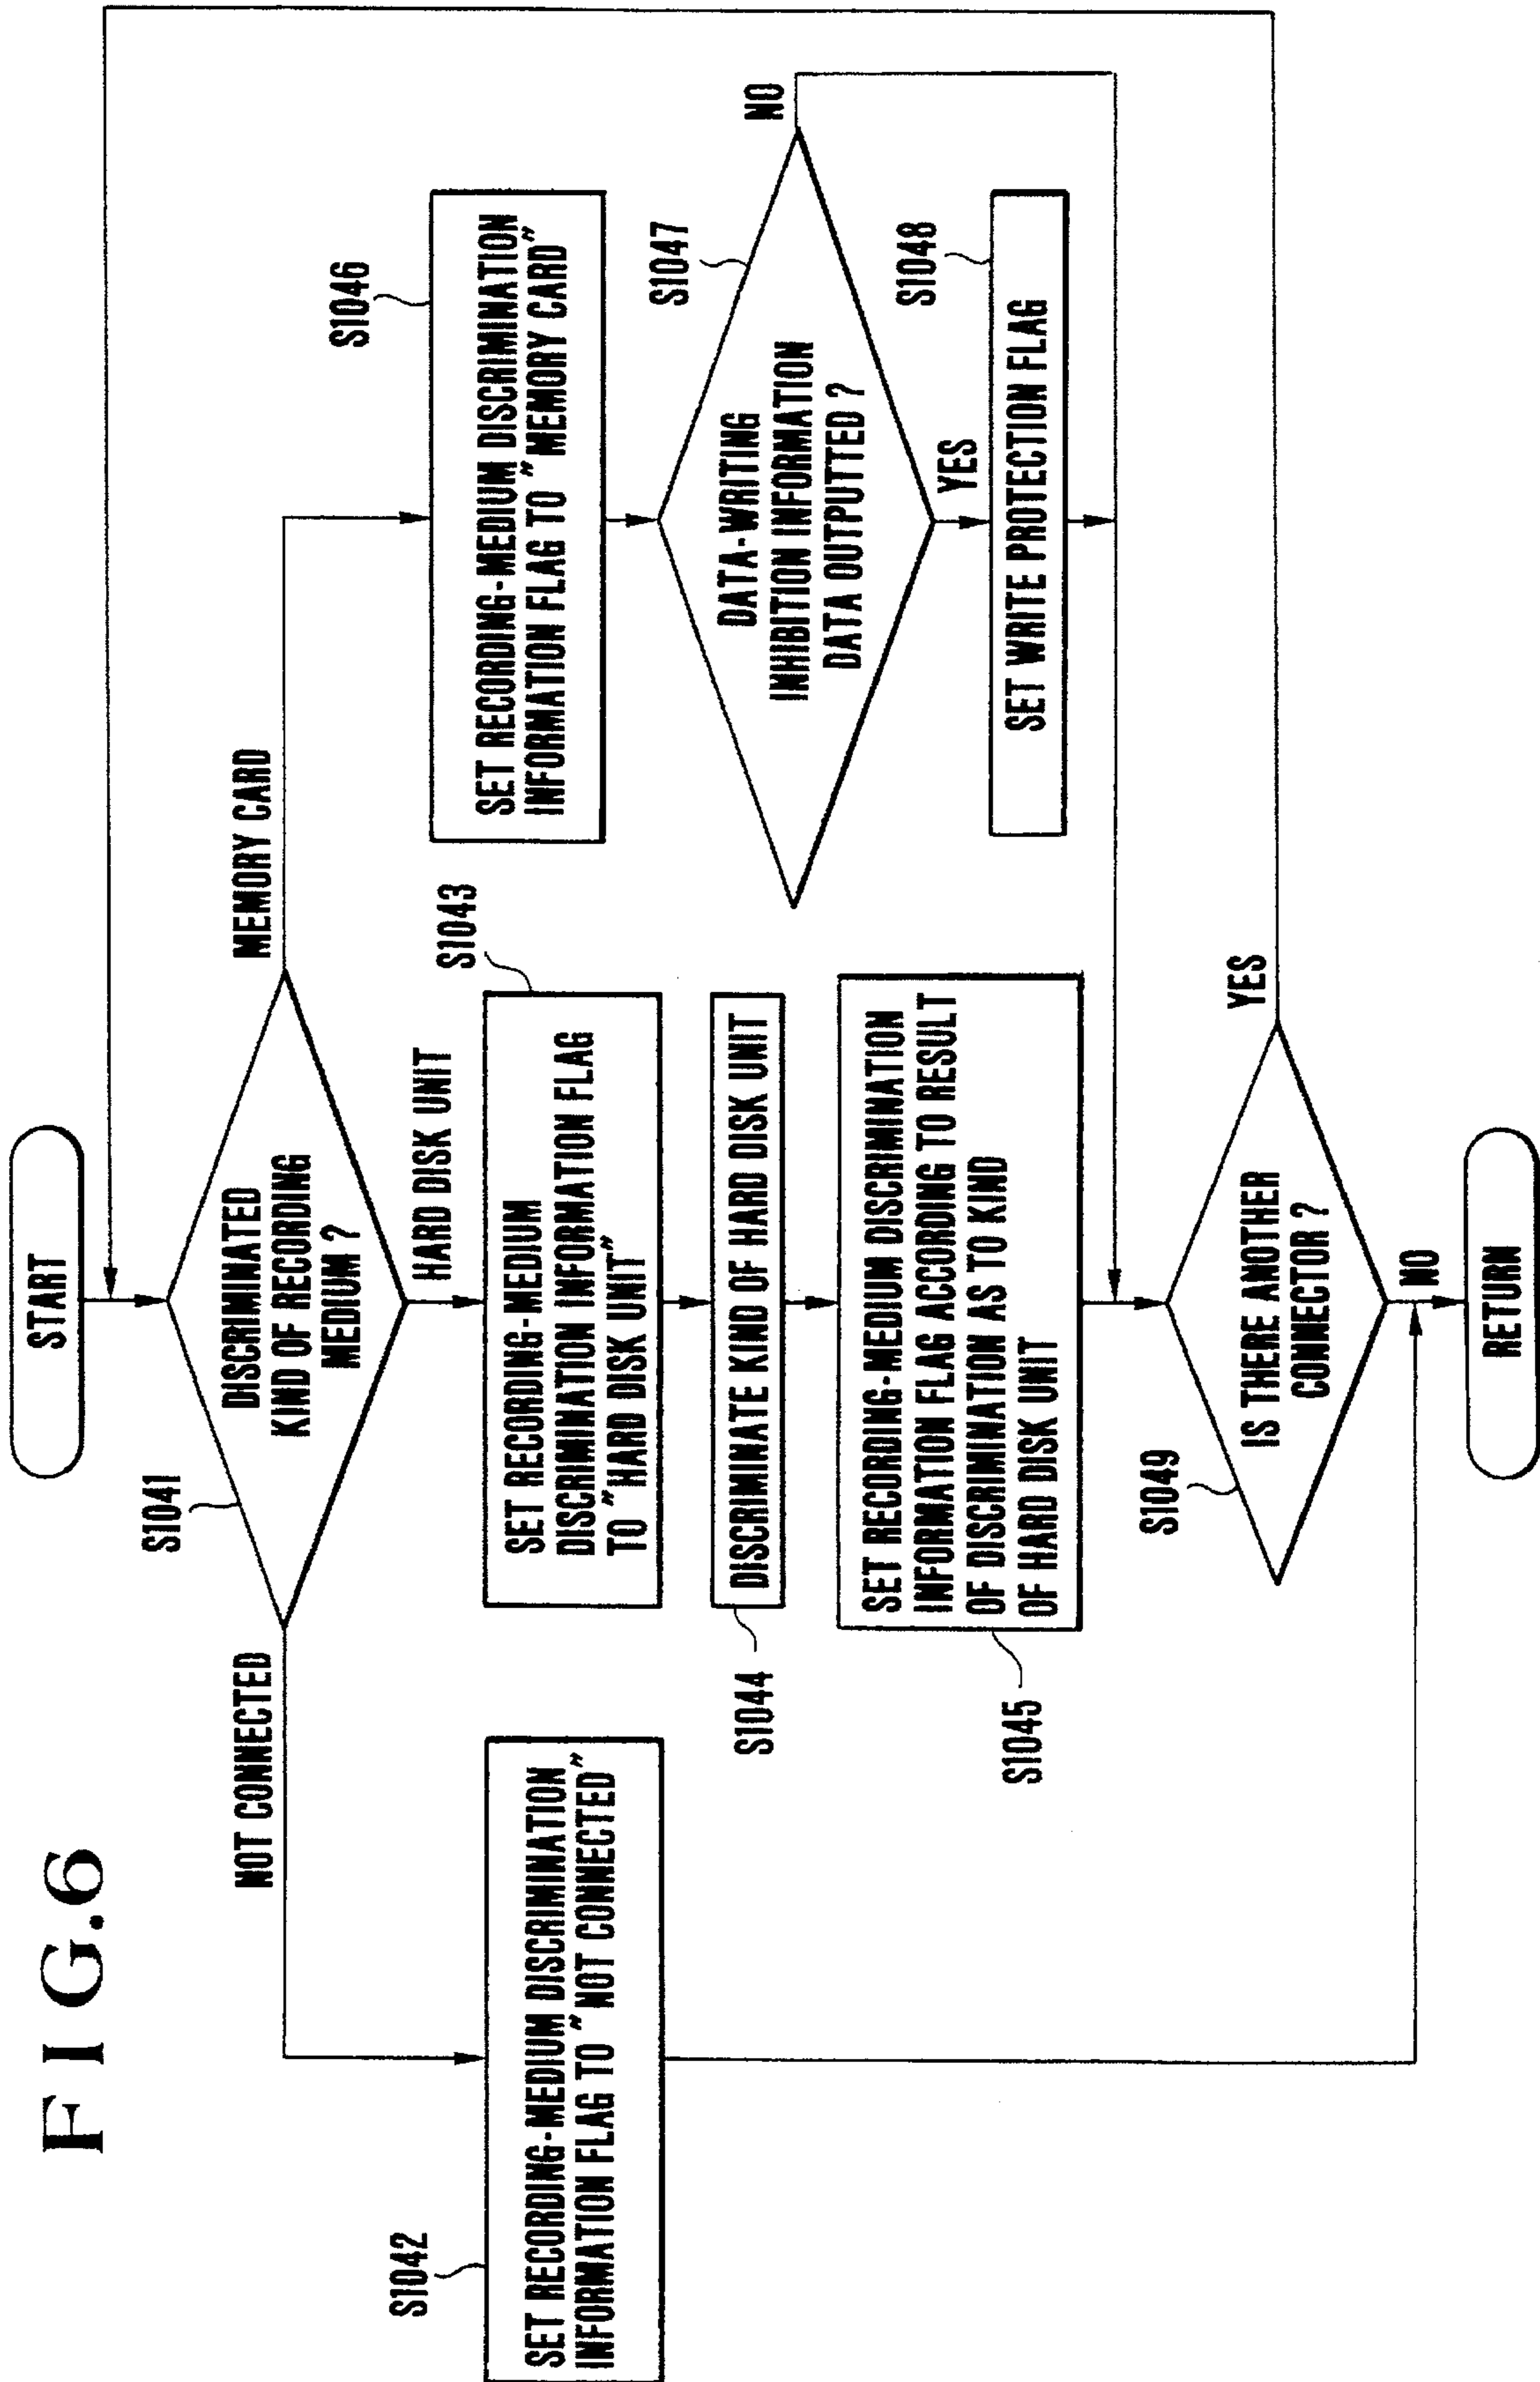 FIG.6
START
S1041
DISCRIMINATED
KIND OF RECORDING
MEDIUM ?
NOT CONNECTED
MEMORY CARD
HARD DISK UNIT
S1042
SET RECORDING-MEDIUM DISCRIMINATION
INFORMATION FLAG TO "NOT CONNECTED"
S1043
SET RECORDING-MEDIUM
DISCRIMINATION INFORMATION FLAG
TO "HARD DISK UNIT"
S1044
DISCRIMINATE KIND OF HARD DISK UNIT
S1045
SET RECORDING-MEDIUM DISCRIMINATION
INFORMATION FLAG ACCORDING TO RESULT
OF DISCRIMINATION AS TO KIND
OF HARD DISK UNIT
S1046
SET RECORDING-MEDIUM DISCRIMINATION
INFORMATION FLAG TO "MEMORY CARD"
S1047
DATA-WRITING
INHIBITION INFORMATION
DATA OUTPUTTED ?
NO
YES
S1048
SET WRITE PROTECTION FLAG
S1049
IS THERE ANOTHER
CONNECTOR ?
YES
NO
RETURN